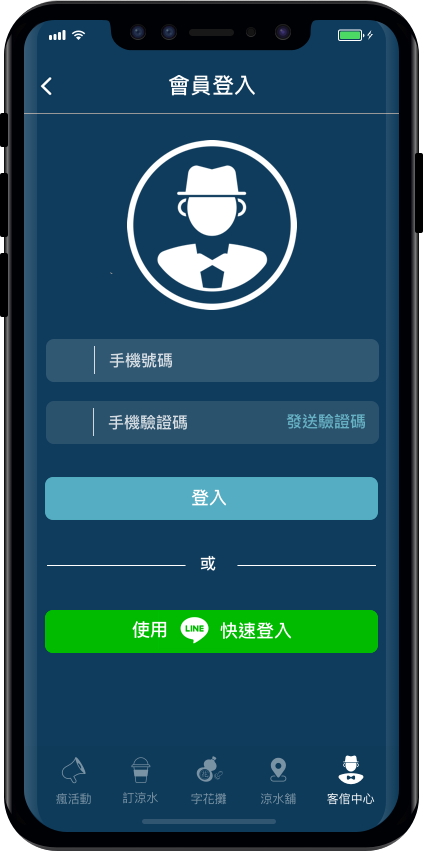 會員登入
手機號碼
手機驗證碼 發送驗證碼
登入
或
使用 LINE 快速登入
瘋活動 訂涼水 字花攤 涼水舖 客倌中心